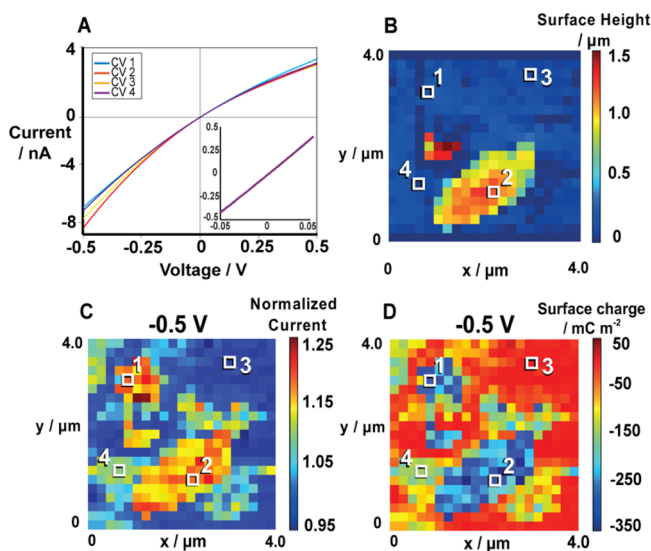 A
4
0
-4
-8
Current
/ nA
CV 1
CV 2
CV 3
CV 4
0.5
0.3
0
-0.3
-0.5
-0.05
0
0.05
-0.5
-0.25
0
0.25
0.5
Voltage / V
B
Surface Height
/ µm
4.0
y / µm
0
1
3
4
2
0
x / µm
4.0
1.5
1.0
0.5
0
C
-0.5 V
Normalized
Current
4.0
y / µm
0
1
3
4
2
0
x / µm
4.0
1.25
1.15
1.05
0.95
D
-0.5 V
Surface charge
/ mC m⁻²
4.0
y / µm
0
1
3
4
2
0
x / µm
4.0
50
-50
-150
-250
-350